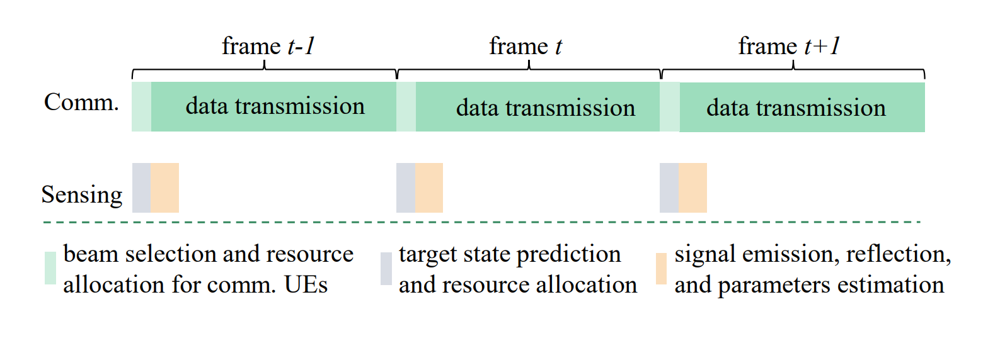 frame t-1 frame t frame t+1
Comm. data transmission data transmission data transmission
Sensing
beam selection and resource
allocation for comm. UEs
target state prediction
and resource allocation
signal emission, reflection,
and parameters estimation